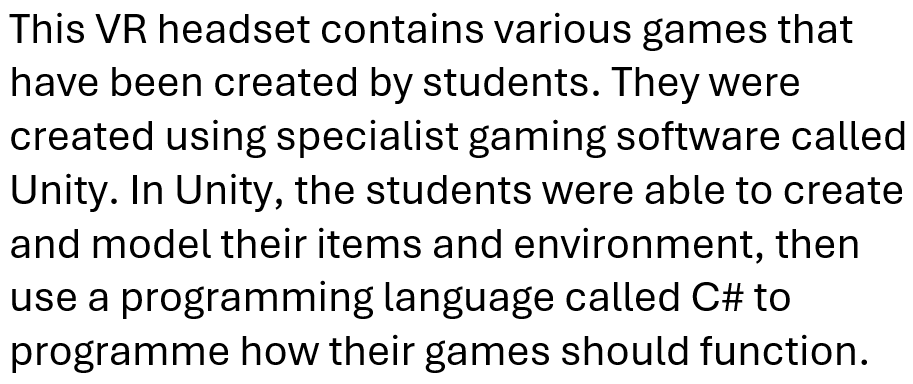 This VR headset contains various games that
have been created by students. They were
created using specialist gaming software called
Unity. In Unity, the students were able to create
and model their items and environment, then
use a programming language called C# to
programme how their games should function.